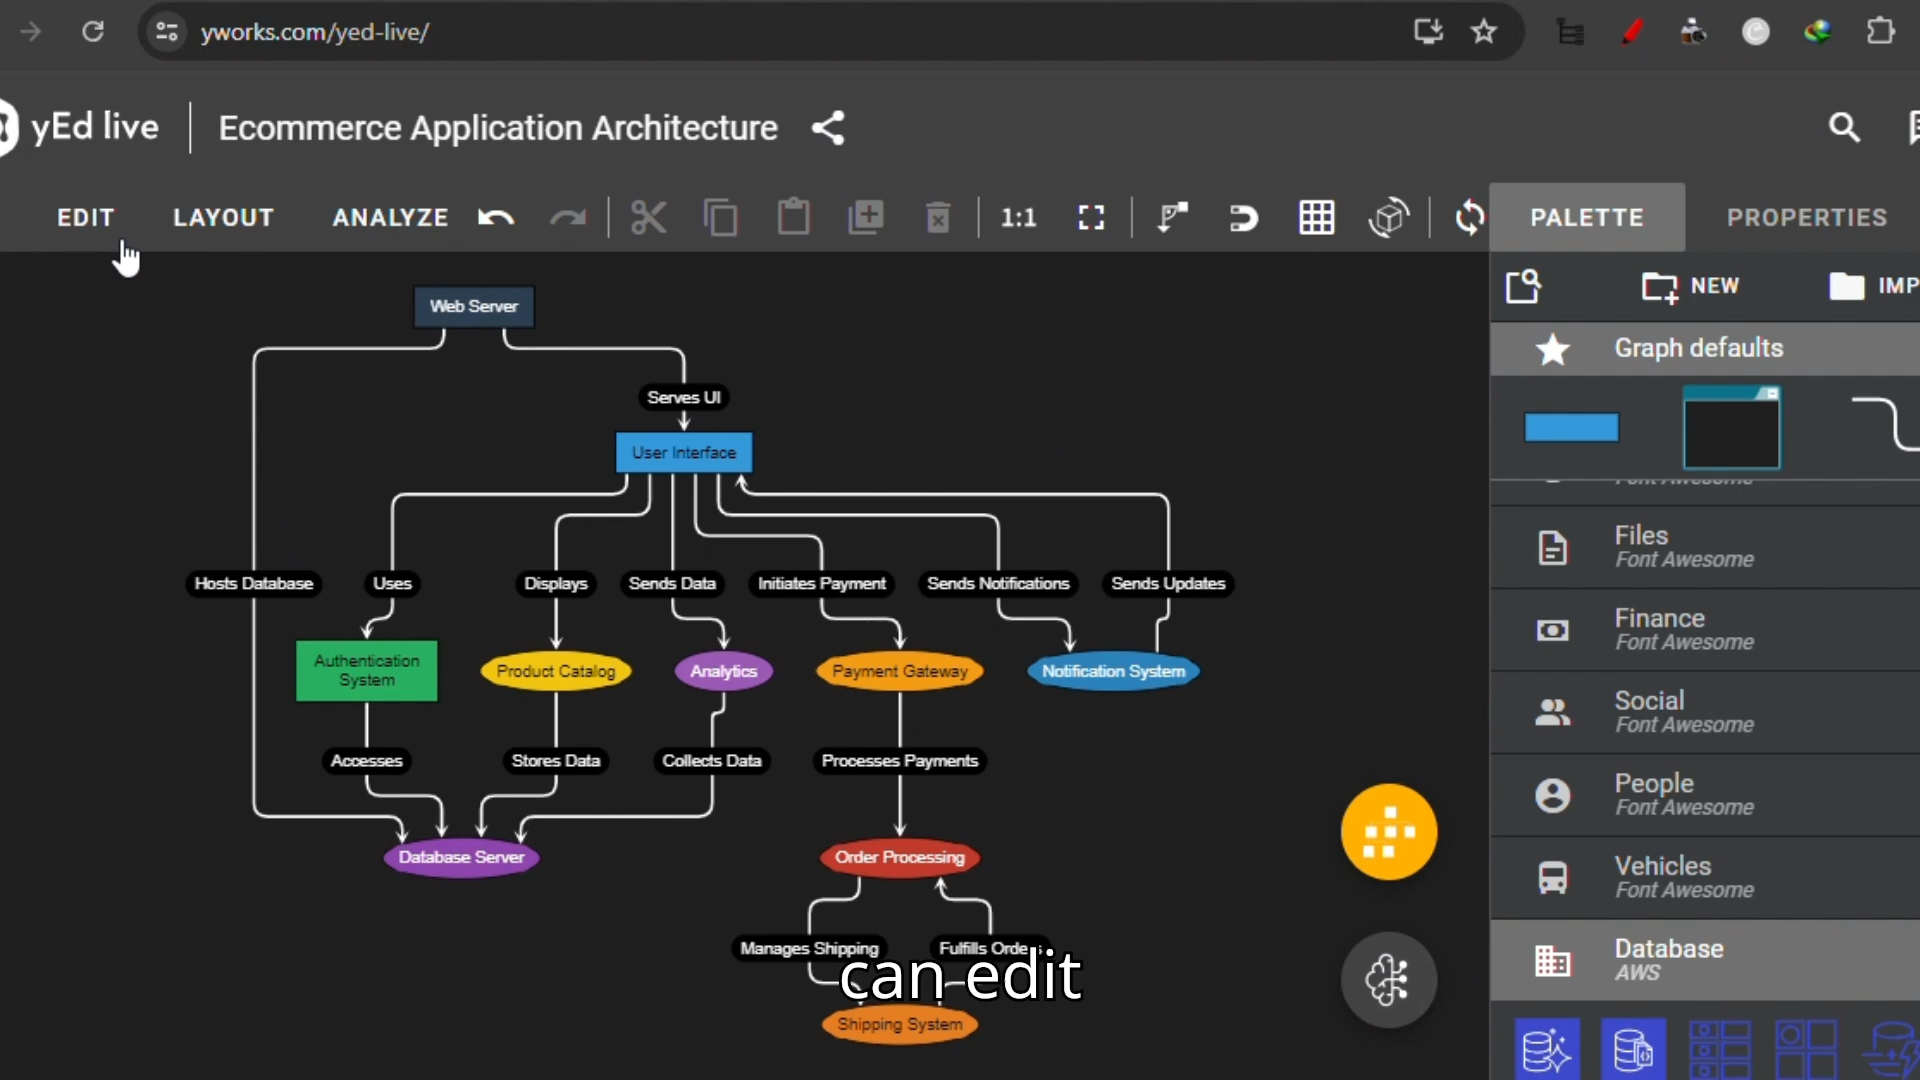 yworks.com/yed-live/
yEd live
Ecommerce Application Architecture
EDIT LAYOUT ANALYZE 1:1 PALETTE PROPERTIES
NEW IMP
Graph defaults
Font Awesome
Files
Font Awesome
Finance
Font Awesome
Social
Font Awesome
People
Font Awesome
Vehicles
Font Awesome
Database
AWS
Web Server
Serves UI
User Interface
Hosts Database Uses Displays Sends Data Initiates Payment Sends Notifications Sends Updates
Authentication
System
Product Catalog Analytics Payment Gateway Notification System
Accesses Stores Data Collects Data Processes Payments
Database Server Order Processing
Manages Shipping Fulfills Orders
can edit
Shipping System